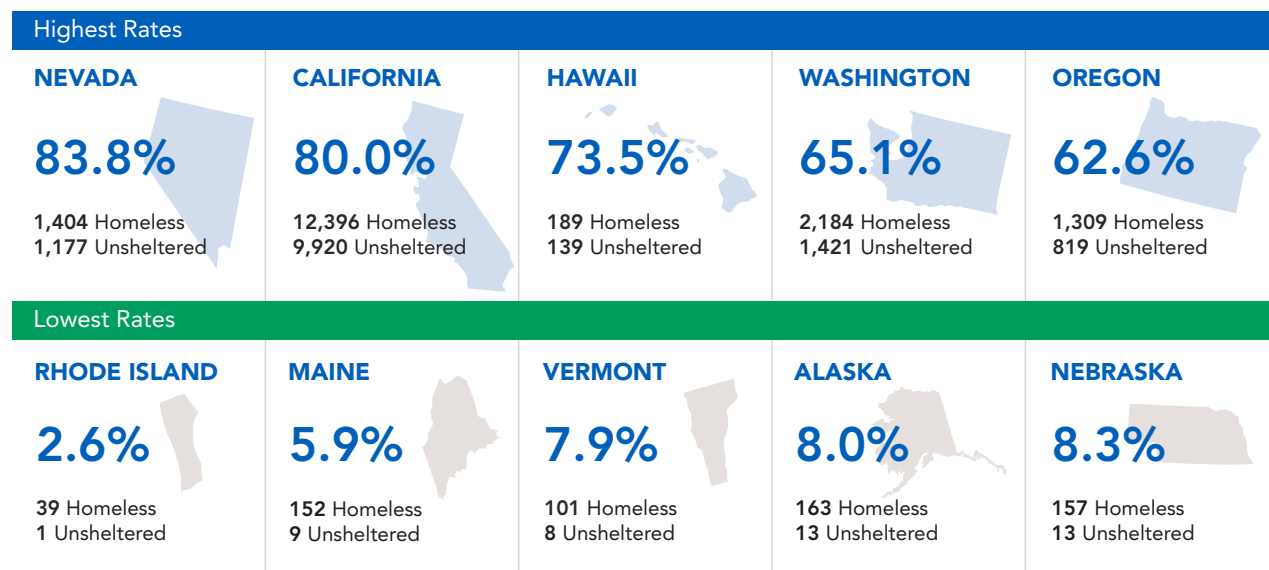 Highest Rates
NEVADA
83.8%
1,404 Homeless
1,177 Unsheltered
CALIFORNIA
80.0%
12,396 Homeless
9,920 Unsheltered
HAWAII
73.5%
189 Homeless
139 Unsheltered
WASHINGTON
65.1%
2,184 Homeless
1,421 Unsheltered
OREGON
62.6%
1,309 Homeless
819 Unsheltered
Lowest Rates
RHODE ISLAND
2.6%
39 Homeless
1 Unsheltered
MAINE
5.9%
152 Homeless
9 Unsheltered
VERMONT
7.9%
101 Homeless
8 Unsheltered
ALASKA
8.0%
163 Homeless
13 Unsheltered
NEBRASKA
8.3%
157 Homeless
13 Unsheltered